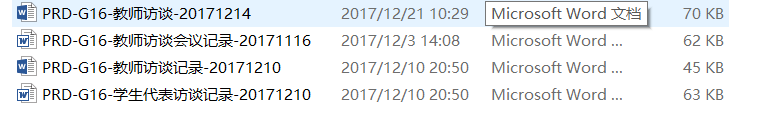 PRD-G16-教师访谈-20171214 2017/12/21 10:29 Microsoft Word 文档 70 KB
PRD-G16-教师访谈会议记录-20171116 2017/12/3 14:08 Microsoft Word ... 62 KB
PRD-G16-教师访谈记录-20171210 2017/12/10 20:50 Microsoft Word ... 45 KB
PRD-G16-学生代表访谈记录-20171210 2017/12/10 20:50 Microsoft Word ... 63 KB